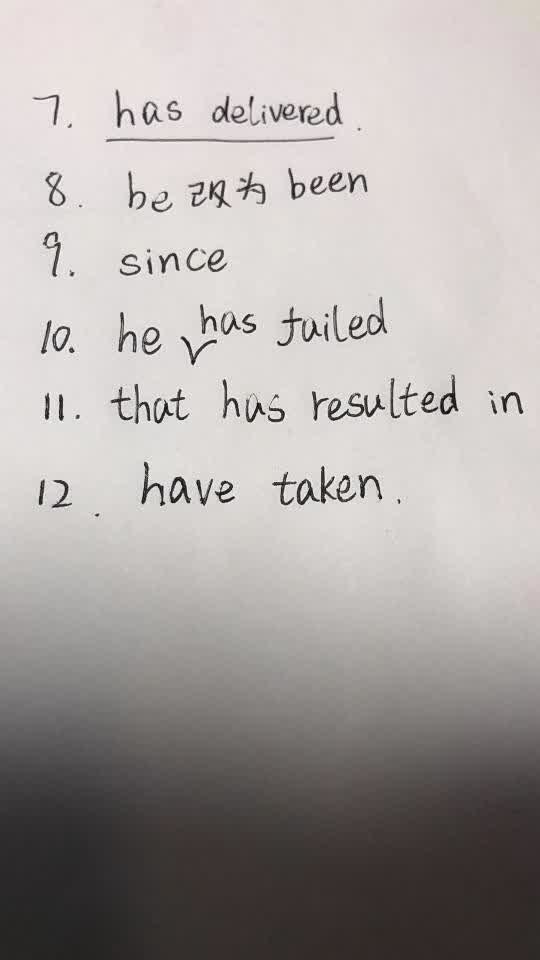 7. has delivered.
8. be 改为 been
9. since
10. he ∨ has failed
11. that has resulted in
12. have taken.